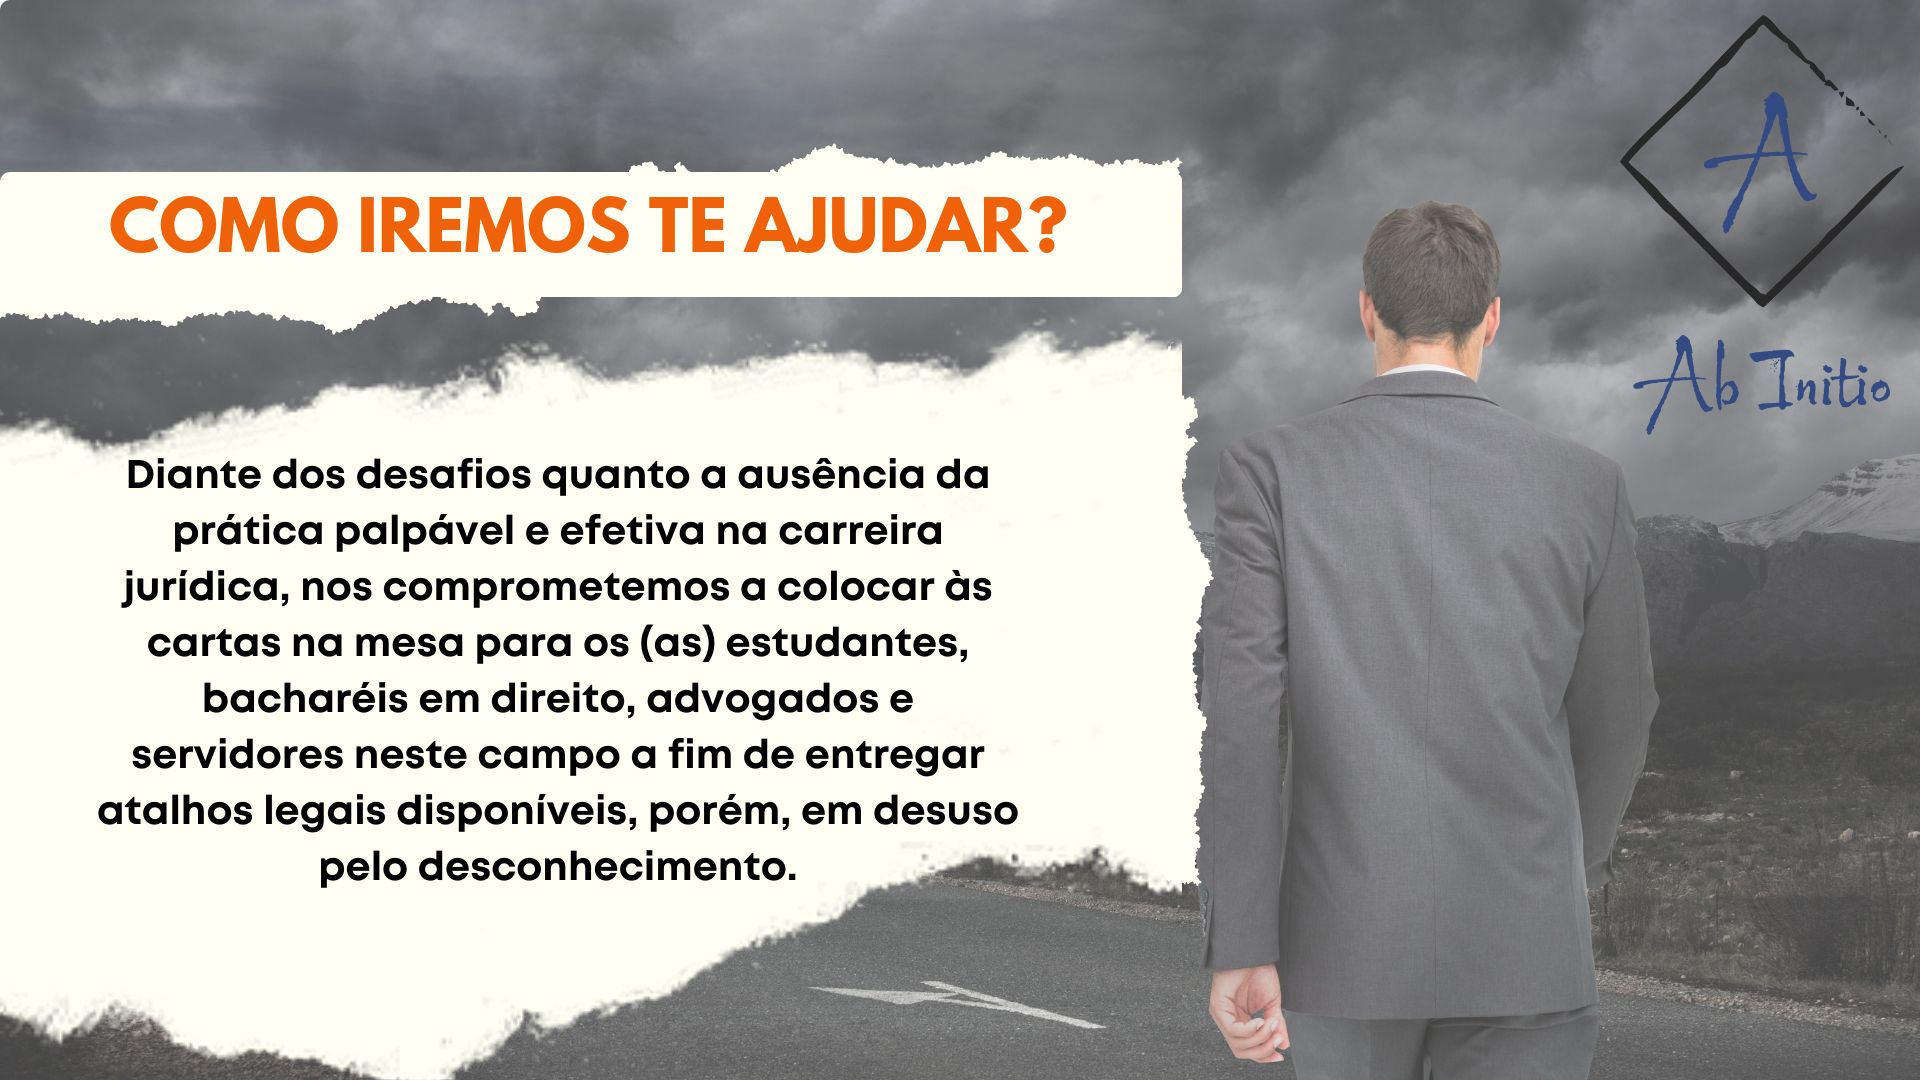 COMO IREMOS TE AJUDAR?
Diante dos desafios quanto a ausência da
prática palpável e efetiva na carreira
jurídica, nos comprometemos a colocar às
cartas na mesa para os (as) estudantes,
bacharéis em direito, advogados e
servidores neste campo a fim de entregar
atalhos legais disponíveis, porém, em desuso
pelo desconhecimento.
A
Ab Initio